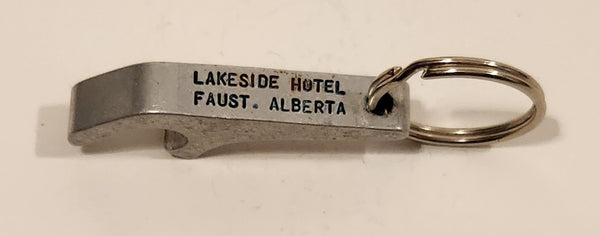 LAKESIDE HOTEL
FAUST. ALBERTA